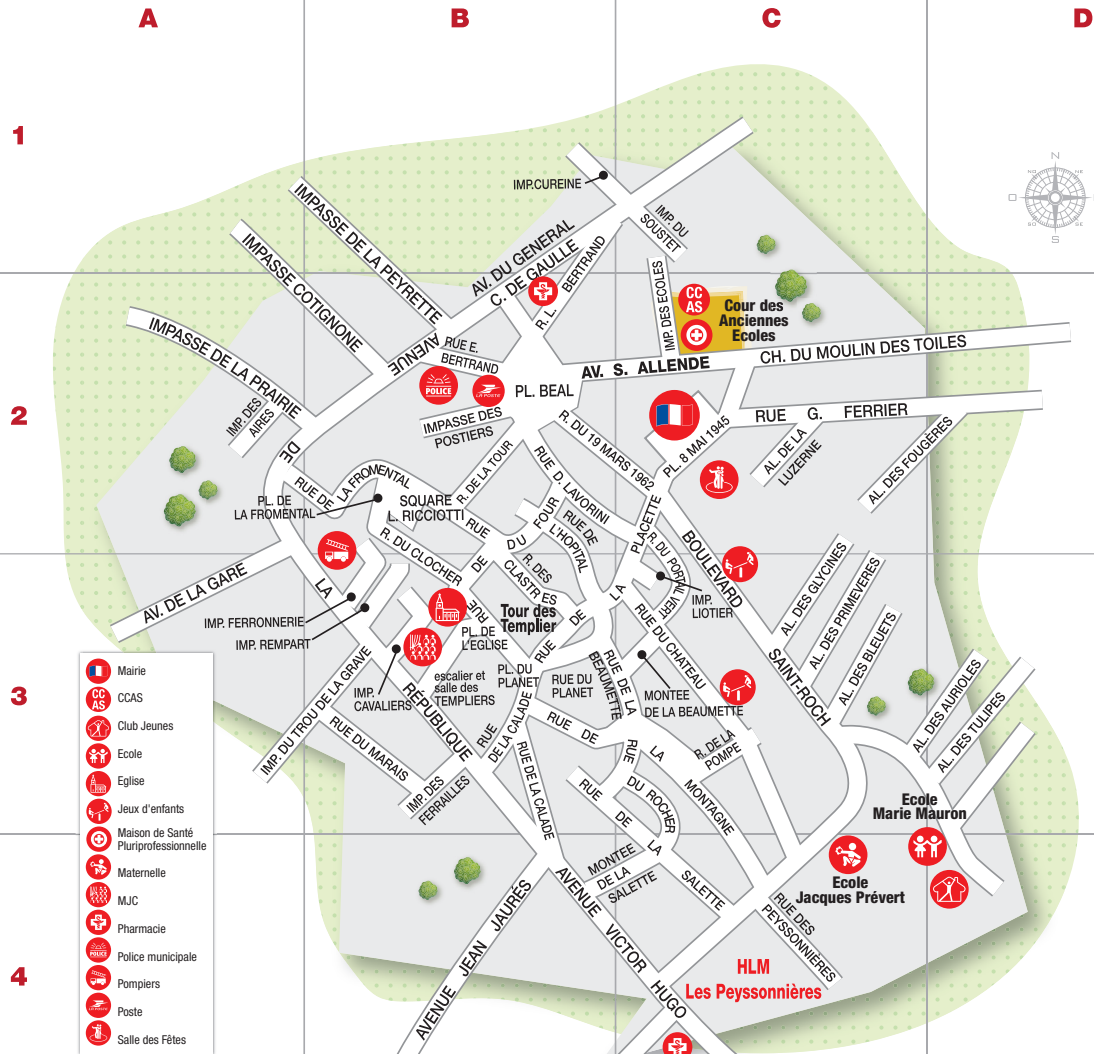 A
B
C
D
1
2
3
4
N
NO
NE
O
E
SO
SE
S
IMP.CUREINE
IMPASSE DE LA PEYRETTE
IMPASSE COTIGNONE
IMPASSE DE LA PRAIRIE
AV. DU GENERAL
C. DE GAULLE
R. L. BERTRAND
IMP. DU
SOUSTET
IMP. DES ECOLES
CC
AS
Cour des
Anciennes
Ecoles
RUE E.
BERTRAND
AVENUE
POLICE
LA POSTE
PL. BEAL
AV. S. ALLENDE
CH. DU MOULIN DES TOILES
IMP. DES
AIRES
IMPASSE DES
POSTIERS
R. DU 19 MARS 1962
PL. 8 MAI 1945
RUE G. FERRIER
AL. DE LA
LUZERNE
AL. DES FOUGÈRES
DE
RUE DE LA FROMENTAL
PL. DE
LA FROMENTAL
SQUARE
L. RICCIOTTI
R. DE LA TOUR
RUE D. LAVORINI
RUE DE
L'HOPITAL
DU FOUR
PLACETTE
BOULEVARD
R. DU CLOCHER
RUE
DE
R. DES
CLASTRES
R. DU PORTAIL VERT
AV. DE LA GARE
LA
IMP. FERRONNERIE
IMP. REMPART
RUE
Tour des
Templier
PL. DE
L'EGLISE
RUE DE LA
IMP.
LIOTIER
AL. DES GLYCINES
AL. DES PRIMEVERES
AL. DES BLEUETS
RUE DU CHATEAU
SAINT-ROCH
IMP.
CAVALIERS
escalier et
salle des
TEMPLIERS
PL. DU
PLANET
RUE DU
PLANET
RUE DE LA
BEAUMETTE
MONTEE
DE LA BEAUMETTE
IMP. DU TROU DE LA GRAVE
RÉPUBLIQUE
RUE DU MARAIS
IMP. DES
FERRAILLES
RUE
DE LA CALADE
RUE DE LA CALADE
RUE DE LA MONTAGNE
R. DE LA
POMPE
RUE DU ROCHER
RUE DE LA SALETTE
MONTEE
DE LA
SALETTE
AL. DES AURIOLES
AL. DES TULIPES
Ecole
Marie Mauron
Ecole
Jacques Prévert
RUE DES
PEYSSONNIÈRES
HLM
Les Peyssonnières
AVENUE JEAN JAURÉS
AVENUE VICTOR HUGO
Mairie
CC
AS
CCAS
Club Jeunes
Ecole
Eglise
Jeux d'enfants
Maison de Santé
Pluriprofessionnelle
Maternelle
MJC
Pharmacie
POLICE
Police municipale
Pompiers
Poste
Salle des Fêtes